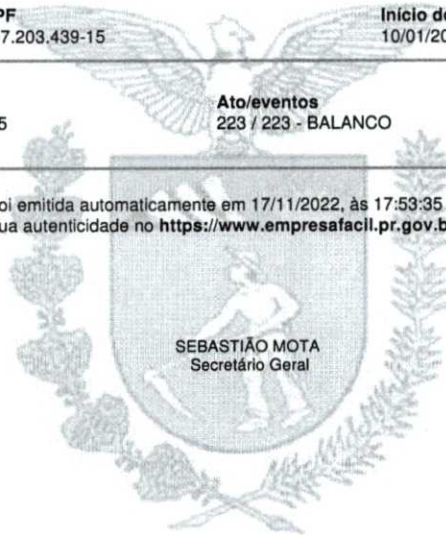 PF Início de
7.203.439-15 10/01/20
Ato/eventos
5 223 / 223 - BALANCO
oi emitida automaticamente em 17/11/2022, às 17:53:35
ua autenticidade no https://www.empresafacil.pr.gov.b
SEBASTIÃO MOTA
Secretário Geral